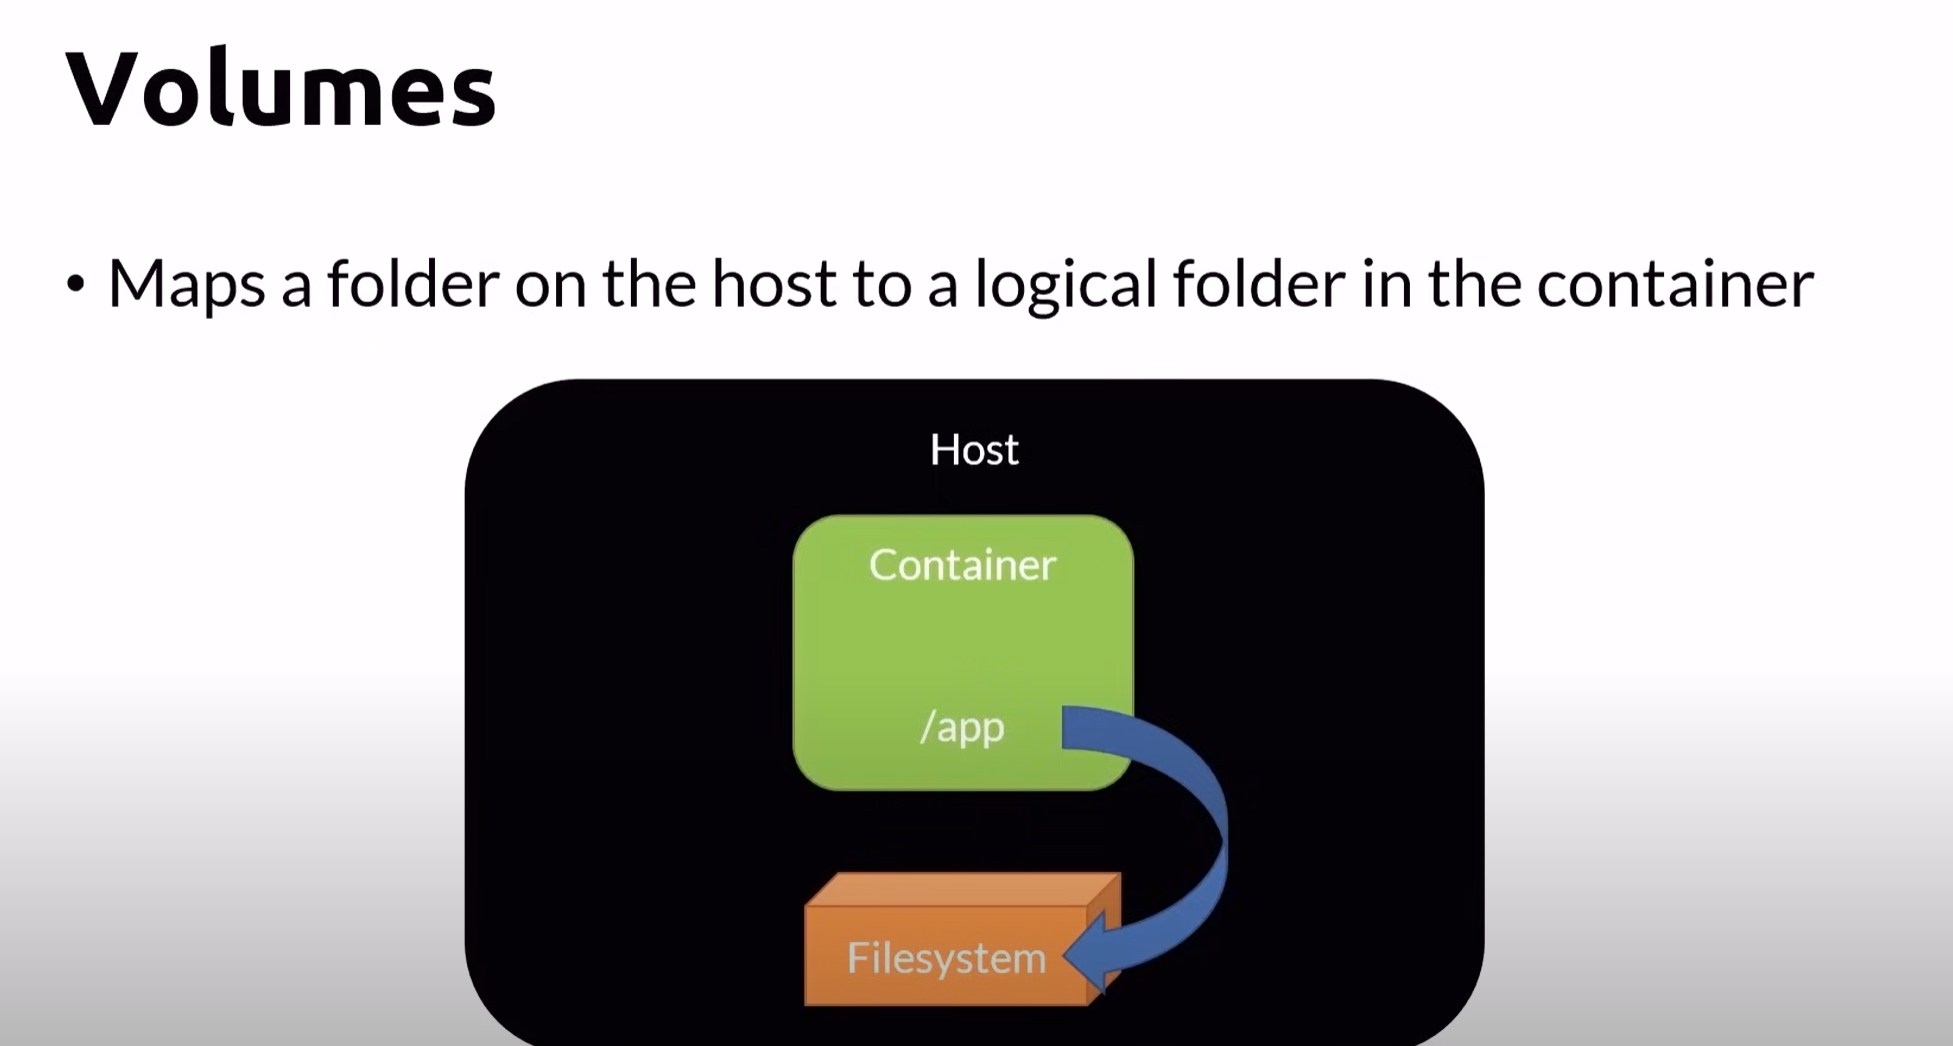 Volumes
• Maps a folder on the host to a logical folder in the container
Host
Container
/app
Filesystem